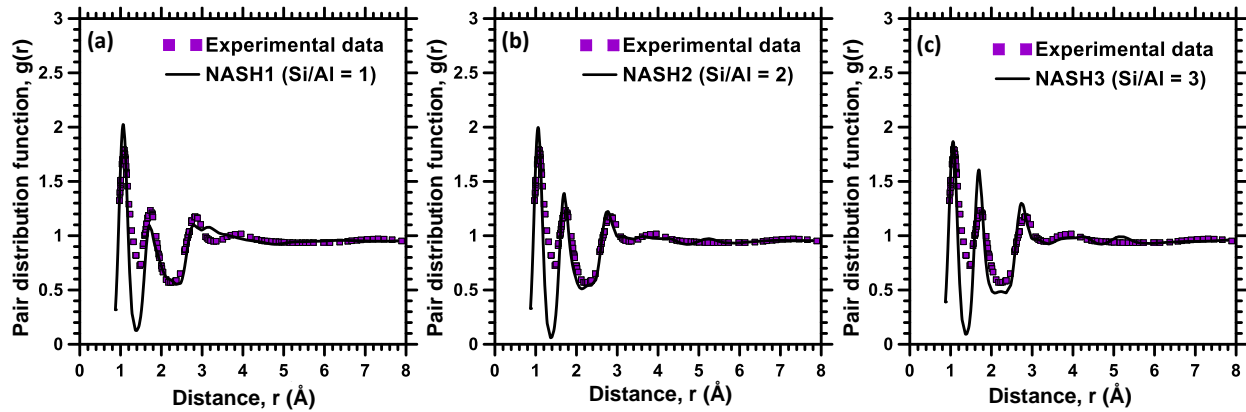 (a)
Experimental data
NASH1 (Si/Al = 1)
Pair distribution function, g(r)
3
2.5
2
1.5
1
0.5
0
0 1 2 3 4 5 6 7 8
Distance, r (Å)
(b)
Experimental data
NASH2 (Si/Al = 2)
Pair distribution function, g(r)
3
2.5
2
1.5
1
0.5
0
0 1 2 3 4 5 6 7 8
Distance, r (Å)
(c)
Experimental data
NASH3 (Si/Al = 3)
Pair distribution function, g(r)
3
2.5
2
1.5
1
0.5
0
0 1 2 3 4 5 6 7 8
Distance, r (Å)